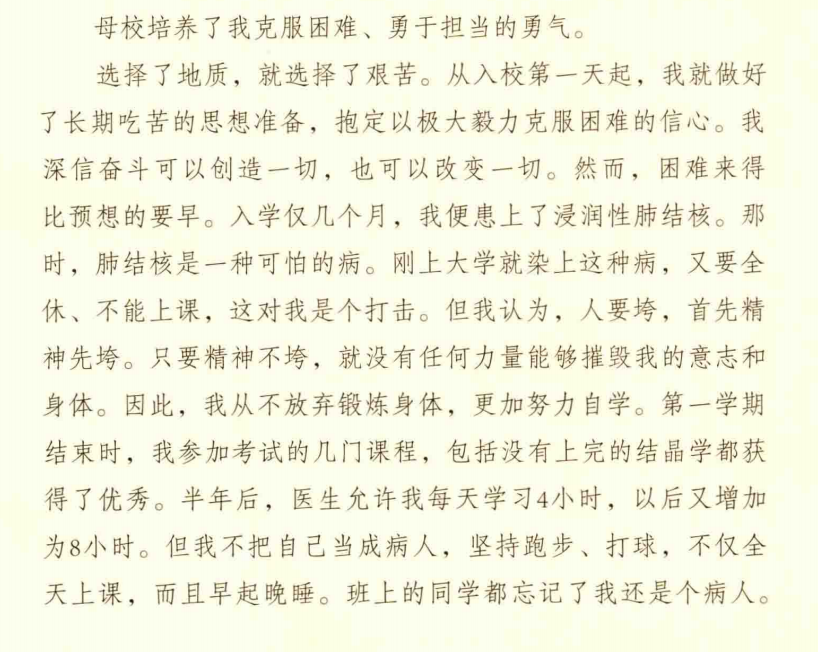 母校培养了我克服困难、勇于担当的勇气。
选择了地质，就选择了艰苦。从入校第一天起，我就做好
了长期吃苦的思想准备，抱定以极大毅力克服困难的信心。我
深信奋斗可以创造一切，也可以改变一切。然而，困难来得
比预想的要早。入学仅几个月，我便患上了浸润性肺结核。那
时，肺结核是一种可怕的病。刚上大学就染上这种病，又要全
休、不能上课，这对我是个打击。但我认为，人要垮，首先精
神先垮。只要精神不垮，就没有任何力量能够摧毁我的意志和
身体。因此，我从不放弃锻炼身体，更加努力自学。第一学期
结束时，我参加考试的几门课程，包括没有上完的结晶学都获
得了优秀。半年后，医生允许我每天学习4小时，以后又增加
为8小时。但我不把自己当成病人，坚持跑步、打球，不仅全
天上课，而且早起晚睡。班上的同学都忘记了我还是个病人。